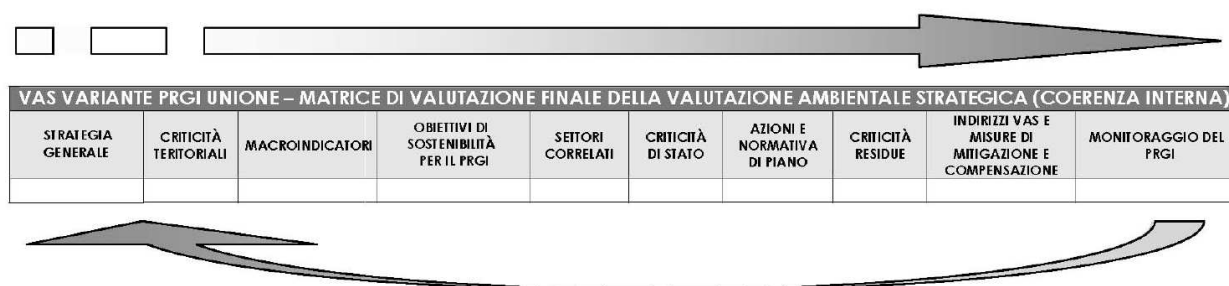 VAS VARIANTE PRGI UNIONE – MATRICE DI VALUTAZIONE FINALE DELLA VALUTAZIONE AMBIENTALE STRATEGICA (COERENZA INTERNA)
STRATEGIA
GENERALE
CRITICITÀ
TERITORIALI
MACROINDICATORI
OBIETTIVI DI
SOSTENIBILITÀ
PER IL PRGI
SETTORI
CORRELATI
CRITICITÀ
DI STATO
AZIONI E
NORMATIVA
DI PIANO
CRITICITÀ
RESIDUE
INDIRIZZI VAS E
MISURE DI
MITIGAZIONE E
COMPENSAZIONE
MONITORAGGIO DEL
PRGI